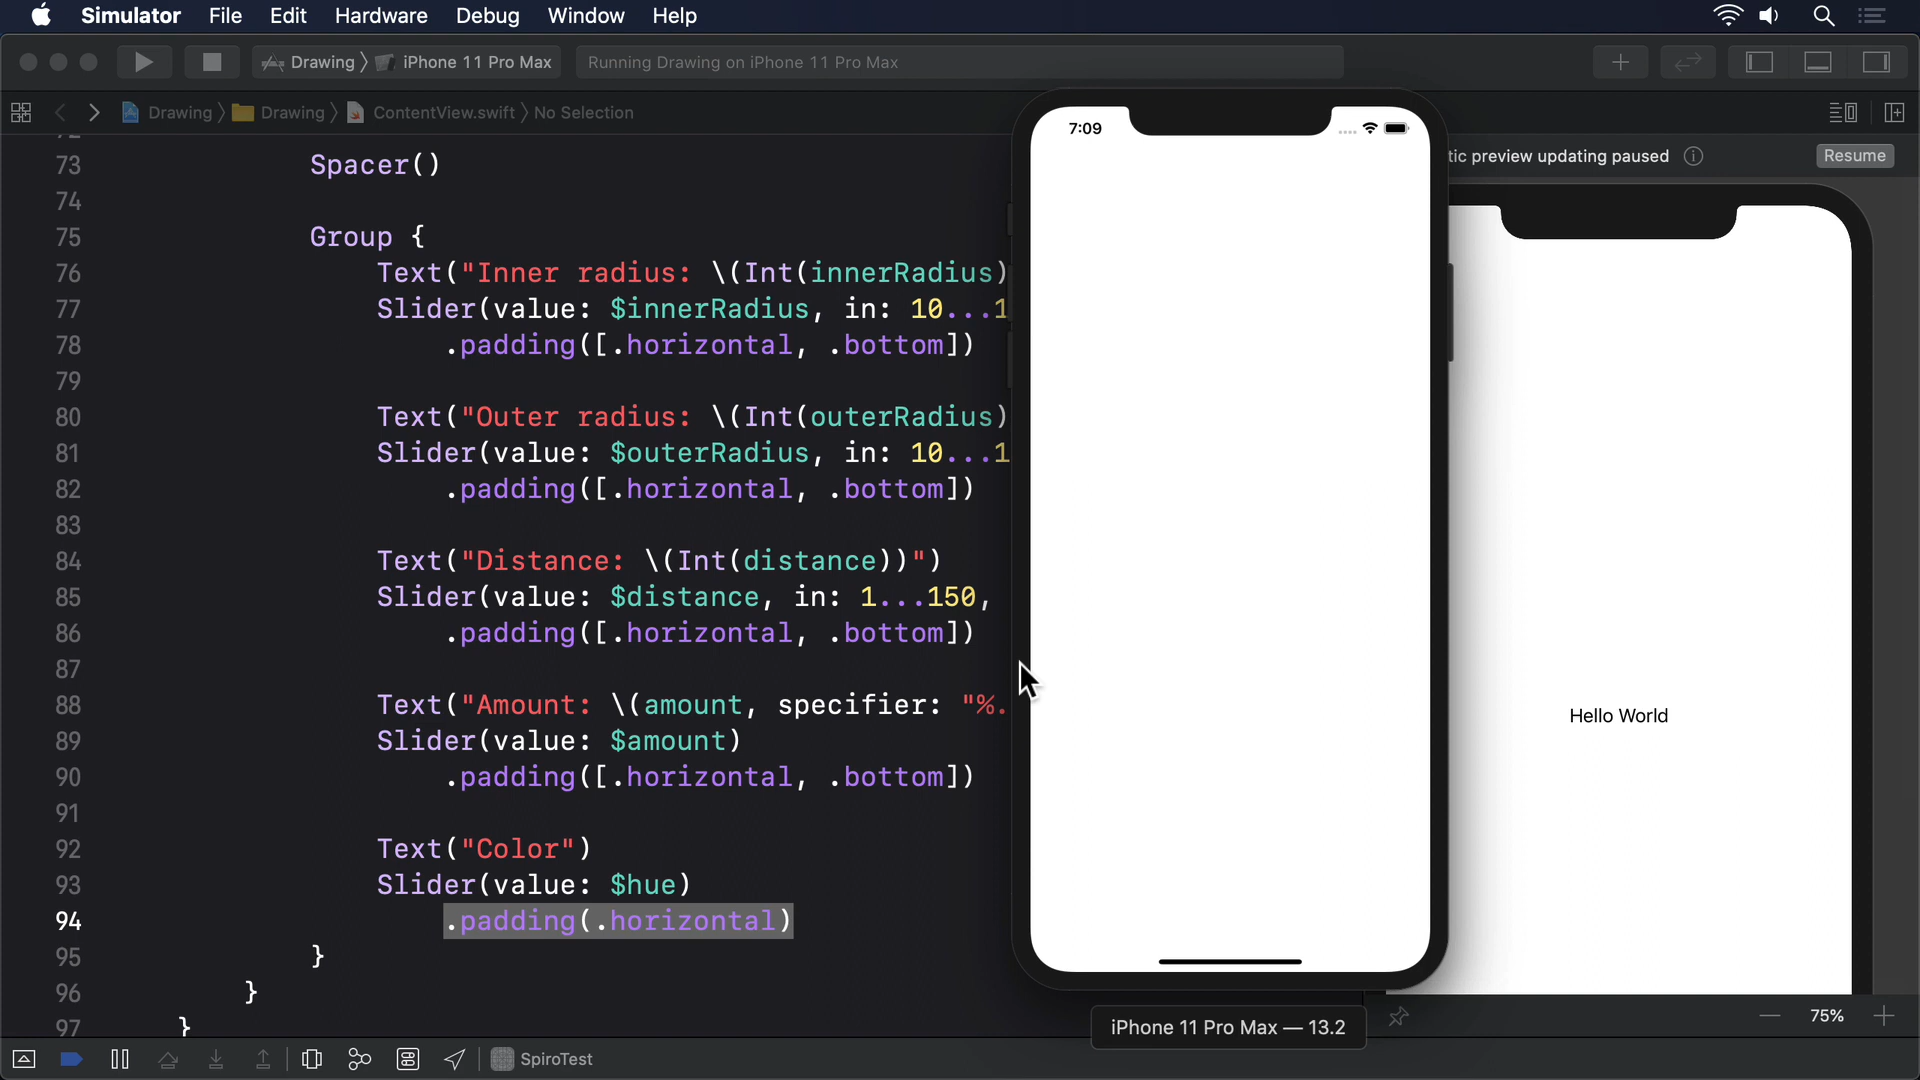 Simulator File Edit Hardware Debug Window Help
Drawing iPhone 11 Pro Max Running Drawing on iPhone 11 Pro Max
Drawing Drawing ContentView.swift No Selection
tic preview updating paused Resume
7:09
73 Spacer()
74
75 Group {
76 Text("Inner radius: \(Int(innerRadius)
77 Slider(value: $innerRadius, in: 10...1
78 .padding([.horizontal, .bottom])
79
80 Text("Outer radius: \(Int(outerRadius)
81 Slider(value: $outerRadius, in: 10...1
82 .padding([.horizontal, .bottom])
83
84 Text("Distance: \(Int(distance))")
85 Slider(value: $distance, in: 1...150,
86 .padding([.horizontal, .bottom])
87
88 Text("Amount: \(amount, specifier: "%.
89 Slider(value: $amount)
90 .padding([.horizontal, .bottom])
91
92 Text("Color")
93 Slider(value: $hue)
94 .padding(.horizontal)
95 }
96 }
97 }
Hello World
iPhone 11 Pro Max — 13.2
75%
SpiroTest